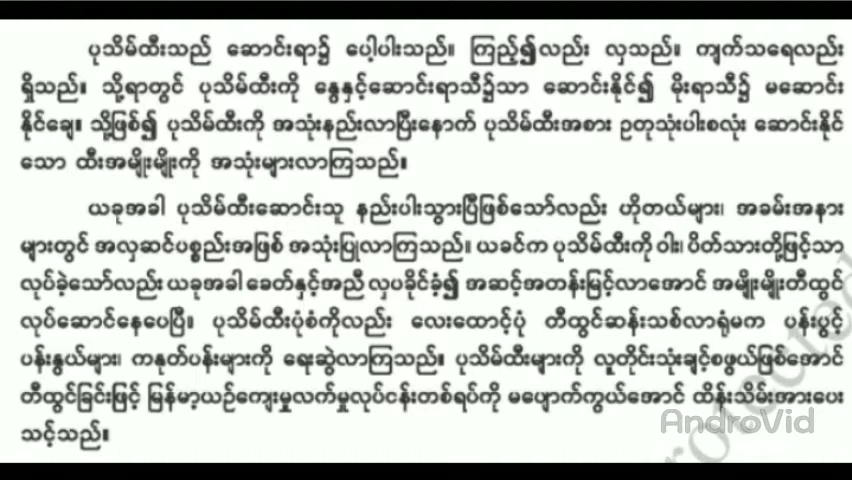 ပုသိမ်ထီးသည် ဆောင်းရာ၌ ပေါ့ပါးသည်။ ကြည့်၍လည်း လှသည်။ ကျက်သရေလည်း
ရှိသည်။ သို့ရာတွင် ပုသိမ်ထီးကို နွေနှင့်ဆောင်းရာသီ၌သာ ဆောင်းနိုင်၍ မိုးရာသီ၌ မဆောင်း
နိုင်ချေ။ သို့ဖြစ်၍ ပုသိမ်ထီးကို အသုံးနည်းလာပြီးနောက် ပုသိမ်ထီးအစား ဥတုသုံးပါးစလုံး ဆောင်းနိုင်
သော ထီးအမျိုးမျိုးကို အသုံးများလာကြသည်။
ယခုအခါ ပုသိမ်ထီးဆောင်းသူ နည်းပါးသွားပြီဖြစ်သော်လည်း ဟိုတယ်များ၊ အခမ်းအနား
များတွင် အလှဆင်ပစ္စည်းအဖြစ် အသုံးပြုလာကြသည်။ ယခင်က ပုသိမ်ထီးကို ဝါး၊ ပိတ်သားတို့ဖြင့်သာ
လုပ်ခဲ့သော်လည်း ယခုအခါ ခေတ်နှင့်အညီ လှပခိုင်ခံ့၍ အဆင့်အတန်းမြင့်လာအောင် အမျိုးမျိုးတီထွင်
လုပ်ဆောင်နေပေပြီ။ ပုသိမ်ထီးပုံစံကိုလည်း လေးထောင့်ပုံ တီထွင်ဆန်းသစ်လာရုံမက ပန်းပွင့်
ပန်းနွယ်များ၊ ကနုတ်ပန်းများကို ရေးဆွဲလာကြသည်။ ပုသိမ်ထီးများကို လူတိုင်းသုံးချင့်စဖွယ်ဖြစ်အောင်
တီထွင်ခြင်းဖြင့် မြန်မာ့ယဉ်ကျေးမှုလက်မှုလုပ်ငန်းတစ်ရပ်ကို မပျောက်ကွယ်အောင် ထိန်းသိမ်းအားပေး
သင့်သည်။
AndroVid
rotected